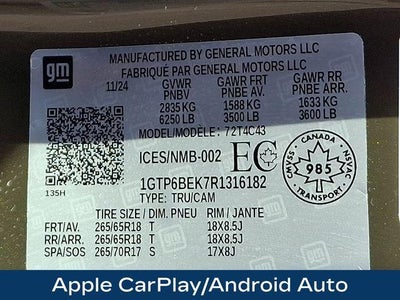 gm
MANUFACTURED BY GENERAL MOTORS LLC
FABRIQUÉ PAR GENERAL MOTORS LLC
11/24 GVWR GAWR FRT GAWR RR
PNBV PNBE AV. PNBE ARR.
2835 KG 1588 KG 1633 KG
6250 LB 3500 LB 3600 LB
MODEL/MODÈLE: 72T4C43
ICES/NMB-002 EC
1GTP6BEK7R1316182
TYPE: TRU/CAM
135H
CANADA
CMVSS 985 NSVAC
TRANSPORT
TIRE SIZE / DIM. PNEU RIM / JANTE
FRT/AV. 265/65R18 T 18X8.5J
RR/ARR. 265/65R18 T 18X8.5J
SPA/SOS 265/70R17 S 17X8J
Apple CarPlay/Android Auto